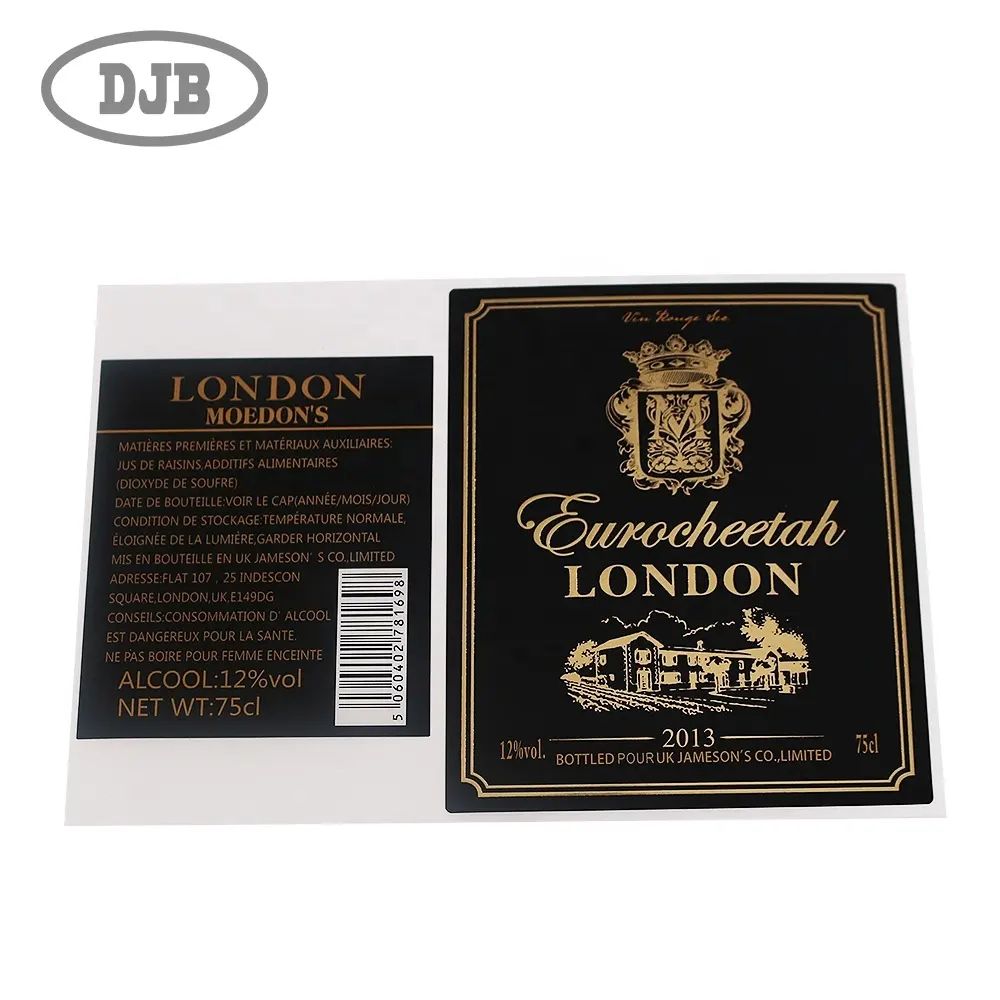 DJB
LONDON
MOEDON'S
MATIÈRES PREMIÈRES ET MATÉRIAUX AUXILIAIRES:
JUS DE RAISINS,ADDITIFS ALIMENTAIRES
(DIOXYDE DE SOUFRE)
DATE DE BOUTEILLE:VOIR LE CAP(ANNÉE/MOIS/JOUR)
CONDITION DE STOCKAGE:TEMPÉRATURE NORMALE,
ÉLOIGNÉE DE LA LUMIÈRE,GARDER HORIZONTAL
MIS EN BOUTEILLE EN UK JAMESON' S CO.,LIMITED
ADRESSE:FLAT 107 , 25 INDESCON
SQUARE,LONDON,UK,E149DG
CONSEILS:CONSOMMATION D' ALCOOL
EST DANGEREUX POUR LA SANTE.
NE PAS BOIRE POUR FEMME ENCEINTE
ALCOOL:12%vol
NET WT:75cl
5 060402 781698
Vin Rouge Sec
M
Eurocheetah
LONDON
2013
12%vol.
BOTTLED POUR UK JAMESON'S CO.,LIMITED
75cl